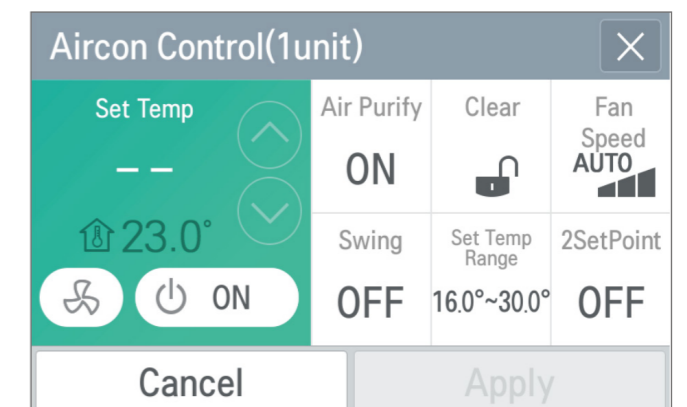 Aircon Control(1unit)
Set Temp
--
23.0°
ON
Air Purify
ON
Clear
Fan
Speed
AUTO
Swing
OFF
Set Temp
Range
16.0°~30.0°
2SetPoint
OFF
Cancel
Apply